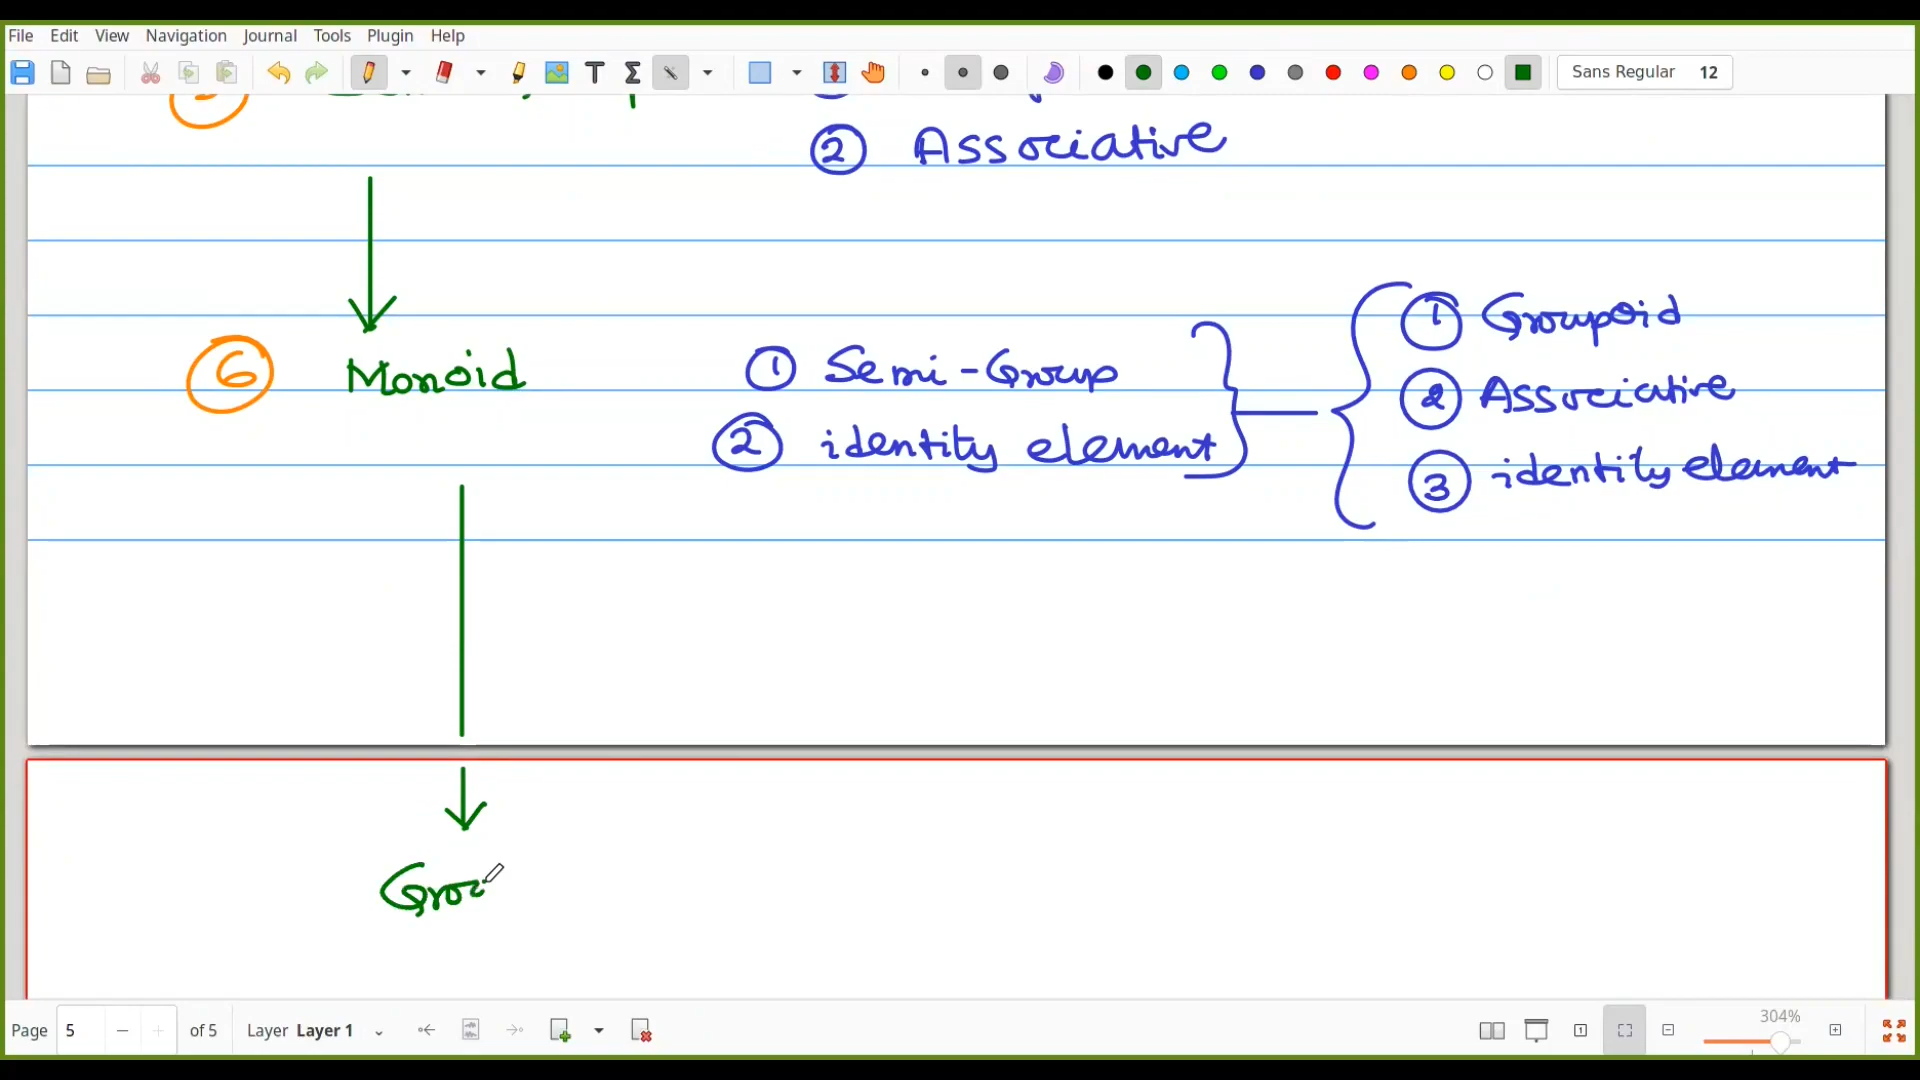 File Edit View Navigation Journal Tools Plugin Help
Sans Regular 12
② Associative
⑥ Monoid
① Semi-Group
② identity element
① Groupoid
② Associative
③ identity element
Grou
Page 5 of 5 Layer Layer 1 304%